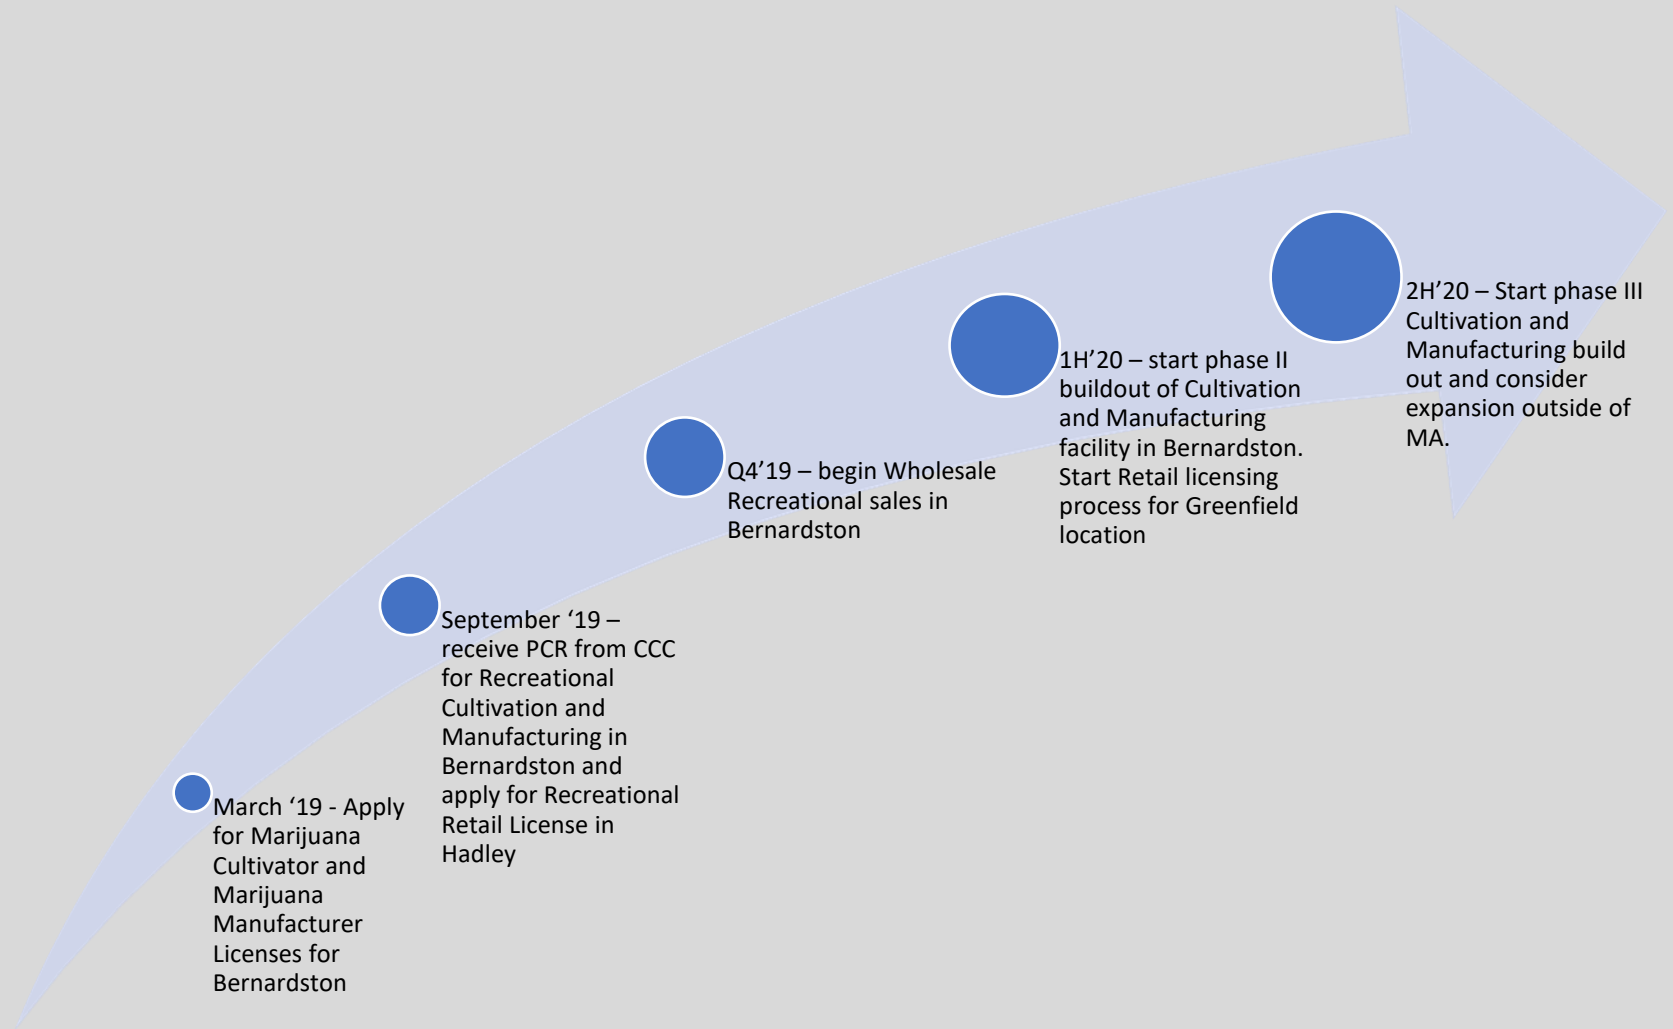 March ‘19 - Apply
for Marijuana
Cultivator and
Marijuana
Manufacturer
Licenses for
Bernardston
September ‘19 –
receive PCR from CCC
for Recreational
Cultivation and
Manufacturing in
Bernardston and
apply for Recreational
Retail License in
Hadley
Q4’19 – begin Wholesale
Recreational sales in
Bernardston
1H’20 – start phase II
buildout of Cultivation
and Manufacturing
facility in Bernardston.
Start Retail licensing
process for Greenfield
location
2H’20 – Start phase III
Cultivation and
Manufacturing build
out and consider
expansion outside of
MA.